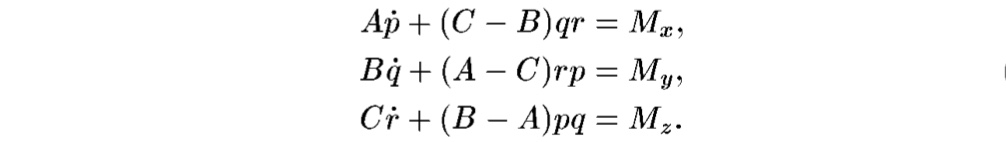 Aṗ + (C − B)qr = Mₓ,
Bq̇ + (A − C)rp = M_y,
Cṙ + (B − A)pq = M_z.